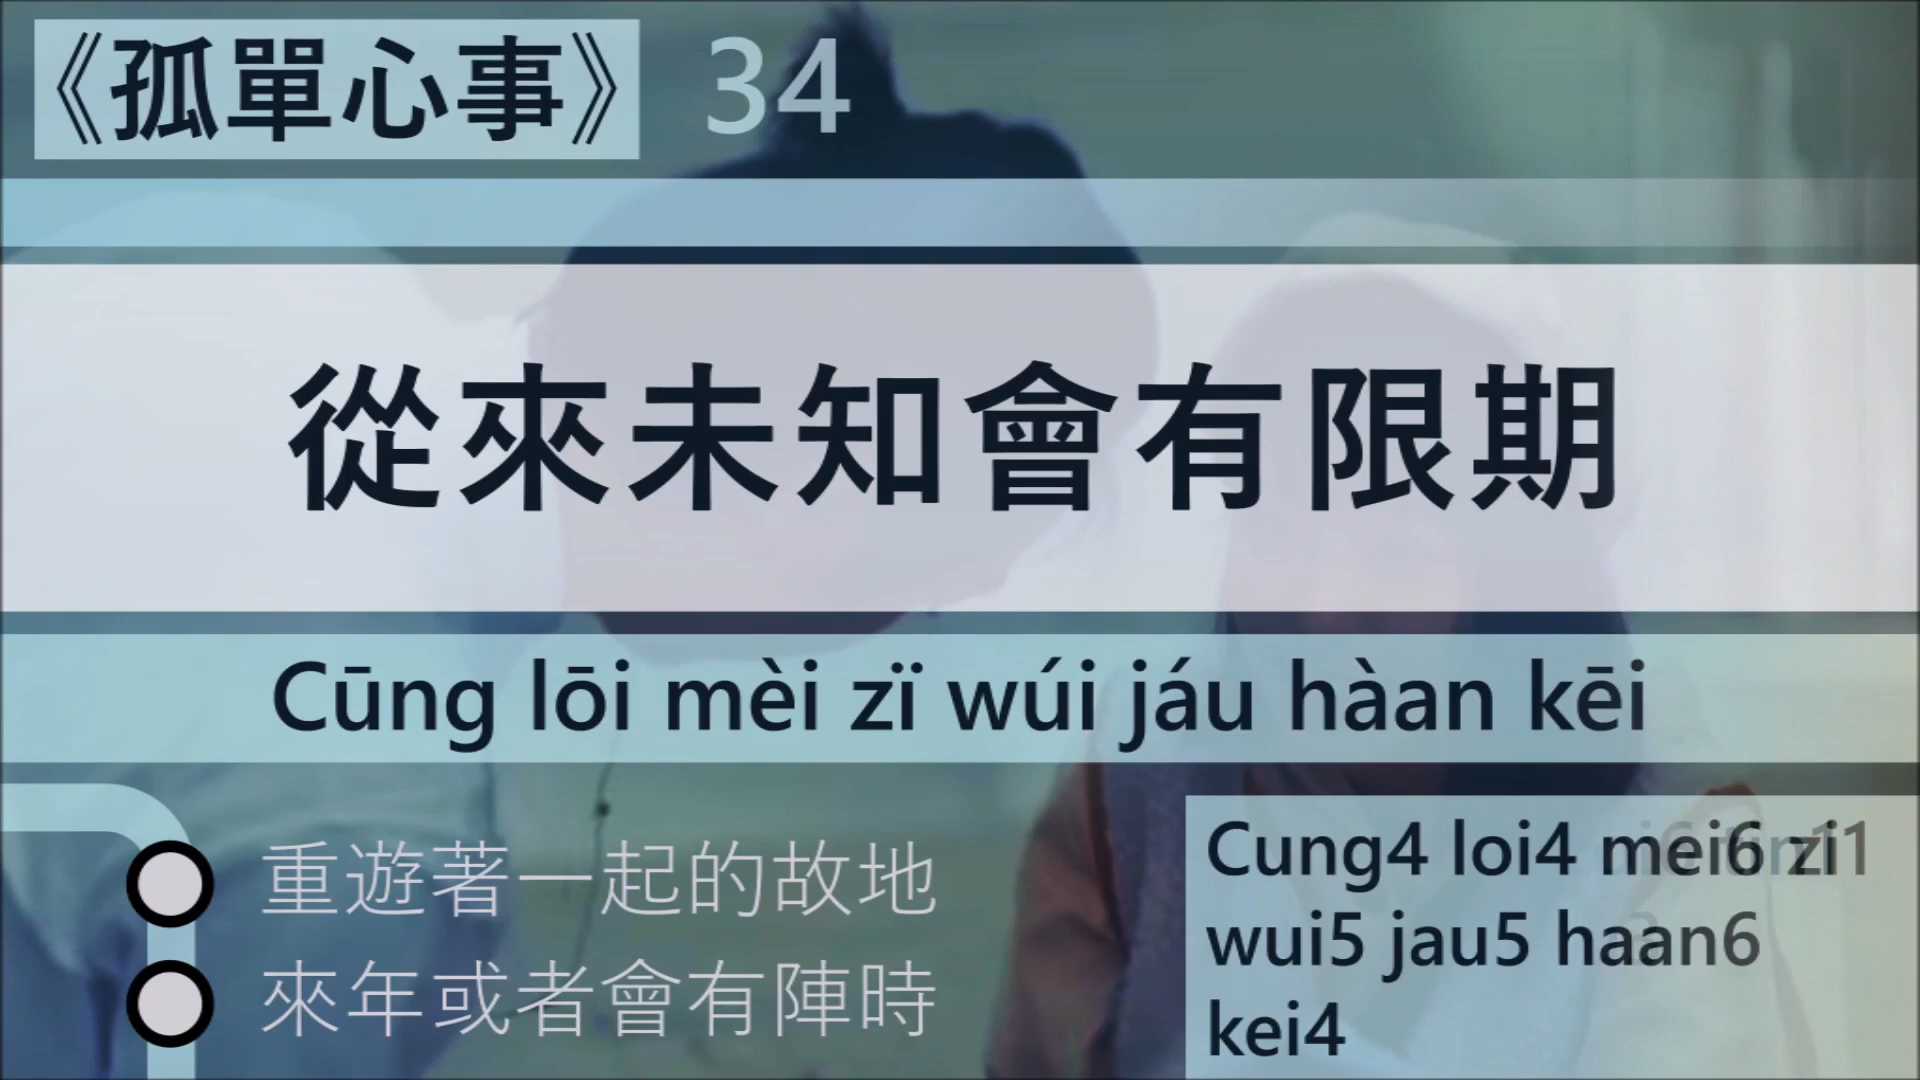 《孤單心事》 34
從來未知會有限期
Cūng lōi mèi zï wúi jáu hàan kēi
重遊著一起的故地
來年或者會有陣時
Cung4 loi4 mei6 zi1
wui5 jau5 haan6
kei4